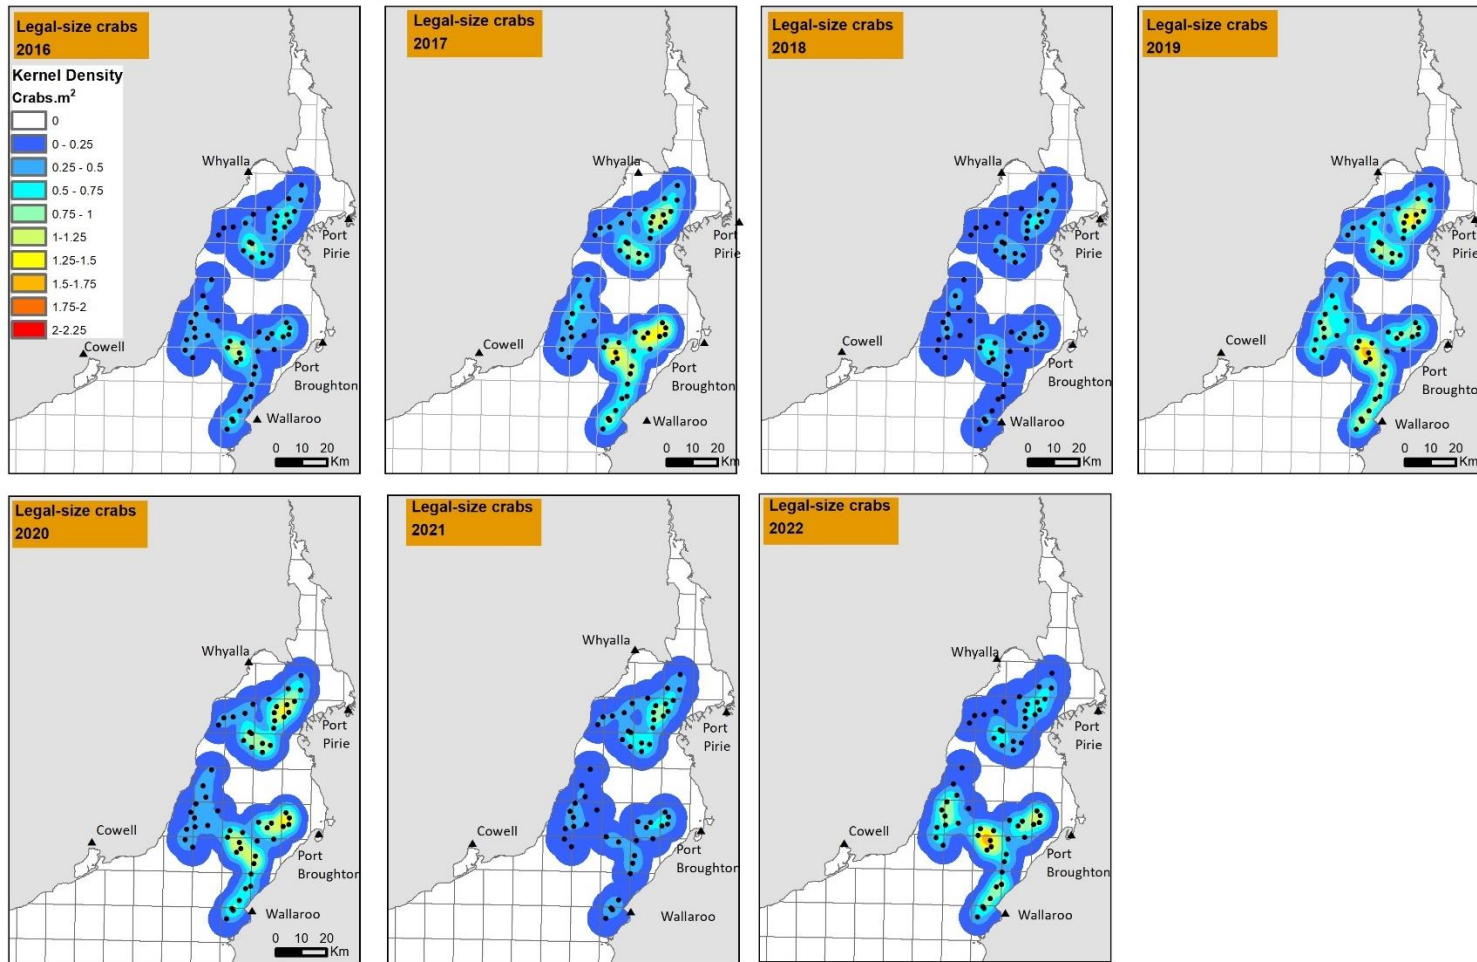 Legal-size crabs
2016
Kernel Density
Crabs.m²
0
0 - 0.25
0.25 - 0.5
0.5 - 0.75
0.75 - 1
1-1.25
1.25-1.5
1.5-1.75
1.75-2
2-2.25
Whyalla
Port
Pirie
Cowell
Port
Broughton
Wallaroo
0 10 20
Km
Legal-size crabs
2017
Whyalla
Port
Pirie
Cowell
Port
Broughton
Wallaroo
0 10 20
Km
Legal-size crabs
2018
Whyalla
Port
Pirie
Cowell
Port
Broughton
Wallaroo
0 10 20
Km
Legal-size crabs
2019
Whyalla
Port
Pirie
Cowell
Port
Broughton
Wallaroo
0 10 20
Km
Legal-size crabs
2020
Whyalla
Port
Pirie
Cowell
Port
Broughton
Wallaroo
0 10 20
Km
Legal-size crabs
2021
Whyalla
Port
Pirie
Cowell
Port
Broughton
Wallaroo
Legal-size crabs
2022
Whyalla
Port
Pirie
Cowell
Port
Broughton
Wallaroo